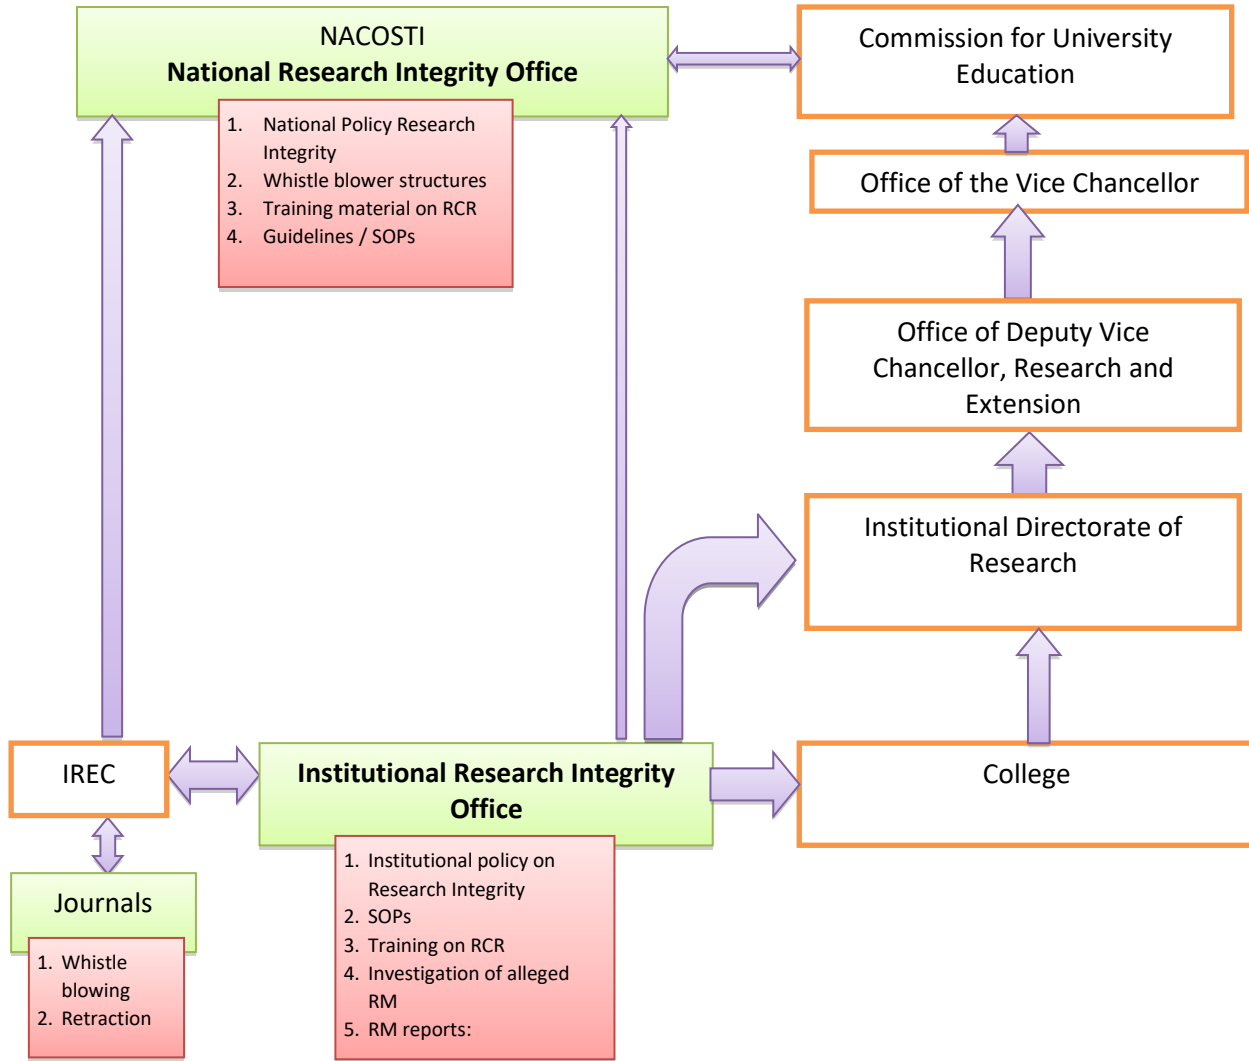 NACOSTI
National Research Integrity Office
1. National Policy Research
Integrity
2. Whistle blower structures
3. Training material on RCR
4. Guidelines / SOPs
Commission for University
Education
Office of the Vice Chancellor
Office of Deputy Vice
Chancellor, Research and
Extension
Institutional Directorate of
Research
College
IREC
Institutional Research Integrity
Office
1. Institutional policy on
Research Integrity
2. SOPs
3. Training on RCR
4. Investigation of alleged
RM
5. RM reports:
Journals
1. Whistle
blowing
2. Retraction